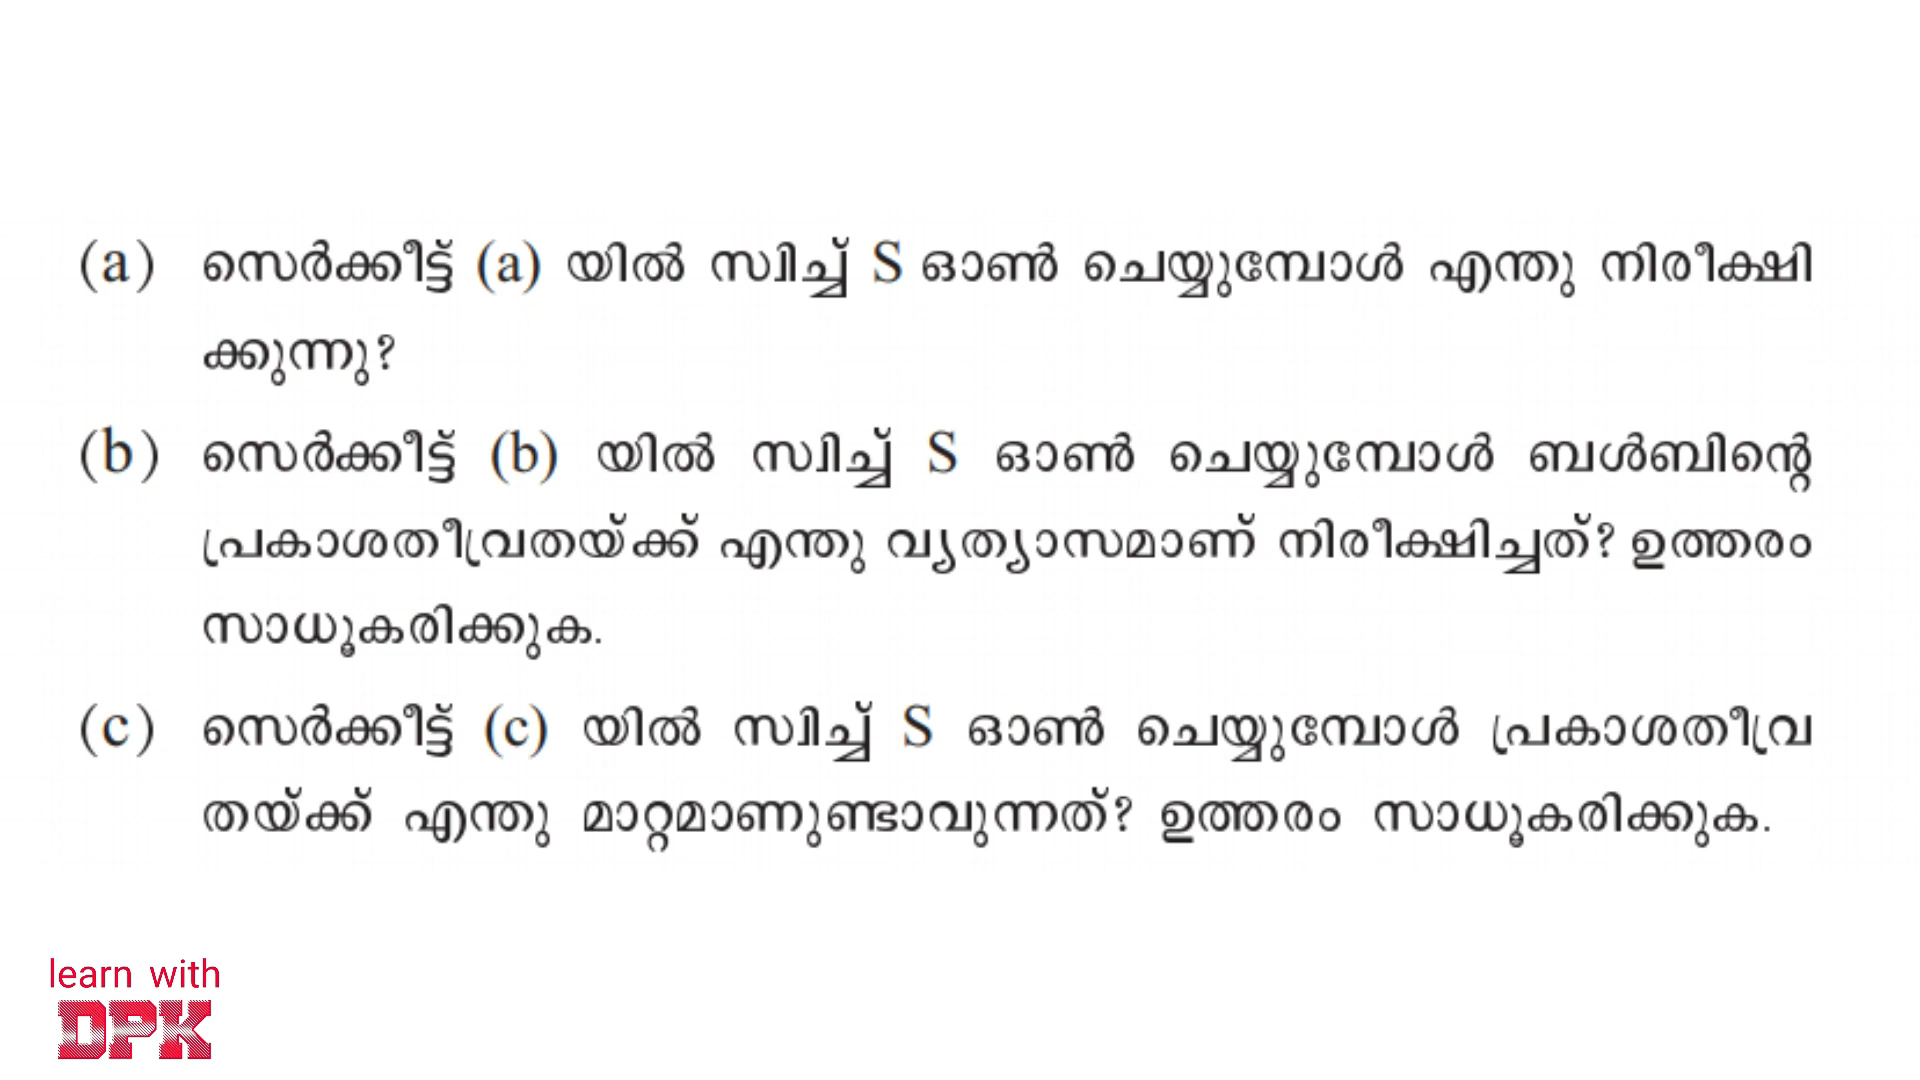 (a) സെർക്കീട്ട് (a) യിൽ സ്വിച്ച് S ഓൺ ചെയ്യുമ്പോൾ എന്തു നിരീക്ഷി
ക്കുന്നു?
(b) സെർക്കീട്ട് (b) യിൽ സ്വിച്ച് S ഓൺ ചെയ്യുമ്പോൾ ബൾബിന്റെ
പ്രകാശതീവ്രതയ്ക്ക് എന്തു വ്യത്യാസമാണ് നിരീക്ഷിച്ചത്? ഉത്തരം
സാധൂകരിക്കുക.
(c) സെർക്കീട്ട് (c) യിൽ സ്വിച്ച് S ഓൺ ചെയ്യുമ്പോൾ പ്രകാശതീവ്ര
തയ്ക്ക് എന്തു മാറ്റമാണുണ്ടാവുന്നത്? ഉത്തരം സാധൂകരിക്കുക.
learn with
DPK